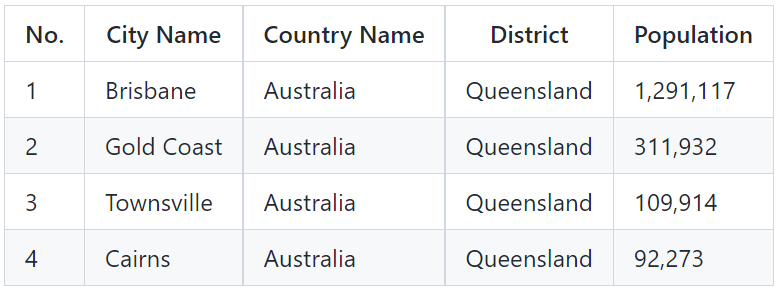 No. City Name Country Name District Population
1 Brisbane Australia Queensland 1,291,117
2 Gold Coast Australia Queensland 311,932
3 Townsville Australia Queensland 109,914
4 Cairns Australia Queensland 92,273